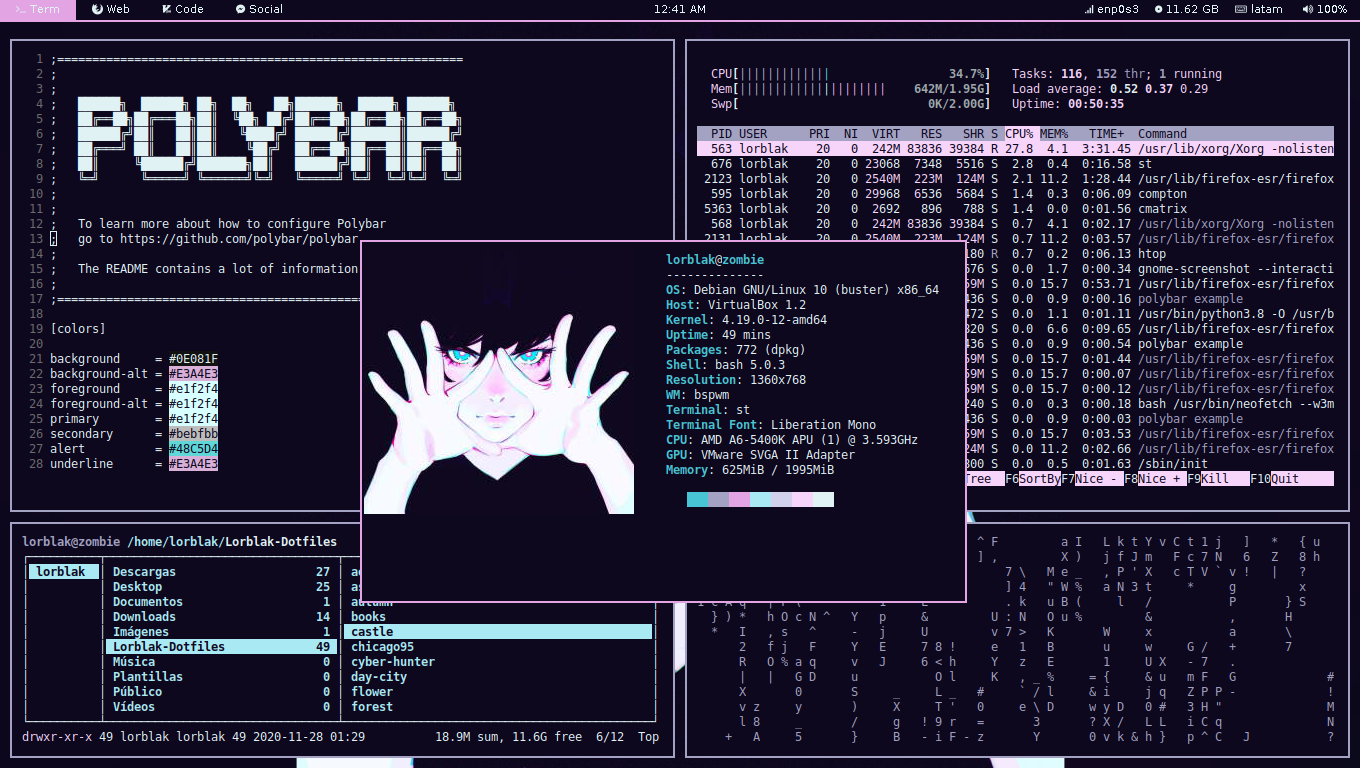 Term Web Code Social 12:41 AM enp0s3 11.62 GB latam 100%
1 ;==========================================================
2 ;
3 ;
4 ;
5 ; POLYBAR
6 ;
7 ;
8 ;
9 ;
10 ;
11 ;
12 ;   To learn more about how to configure Polybar
13 ;   go to https://github.com/polybar/polybar
14 ;
15 ;   The README contains a lot of information
16 ;
17 ;============================================
18
19 [colors]
20
21 background     = #0E081F
22 background-alt = #E3A4E3
23 foreground     = #e1f2f4
24 foreground-alt = #e1f2f4
25 primary        = #e1f2f4
26 secondary      = #bebfbb
27 alert          = #48C5D4
28 underline      = #E3A4E3
CPU[||||||||||||| 34.7%] Tasks: 116, 152 thr; 1 running
Mem[||||||||||||||||||||| 642M/1.95G] Load average: 0.52 0.37 0.29
Swp[ 0K/2.00G] Uptime: 00:50:35
PID USER PRI NI VIRT RES SHR S CPU% MEM% TIME+ Command
563 lorblak 20 0 242M 83836 39384 R 27.8 4.1 3:31.45 /usr/lib/xorg/Xorg -nolisten
676 lorblak 20 0 23068 7348 5516 S 2.8 0.4 0:16.58 st
2123 lorblak 20 0 2540M 223M 124M S 2.1 11.2 1:28.44 /usr/lib/firefox-esr/firefox
595 lorblak 20 0 29968 6536 5684 S 1.4 0.3 0:06.09 compton
5363 lorblak 20 0 2692 896 788 S 1.4 0.0 0:01.56 cmatrix
568 lorblak 20 0 242M 83836 39384 S 0.7 4.1 0:02.17 /usr/lib/xorg/Xorg -nolisten
2131 lorblak 20 0 2540M 223M 124M S 0.7 11.2 0:03.57 /usr/lib/firefox-esr/firefox
180 R 0.7 0.2 0:06.13 htop
576 S 0.0 1.7 0:00.34 gnome-screenshot --interacti
59M S 0.0 15.7 0:53.71 /usr/lib/firefox-esr/firefox
436 S 0.0 0.9 0:00.16 polybar example
472 S 0.0 1.1 0:01.11 /usr/bin/python3.8 -O /usr/b
320 S 0.0 6.6 0:09.65 /usr/lib/firefox-esr/firefox
436 S 0.0 0.9 0:00.54 polybar example
59M S 0.0 15.7 0:01.44 /usr/lib/firefox-esr/firefox
59M S 0.0 15.7 0:00.07 /usr/lib/firefox-esr/firefox
59M S 0.0 15.7 0:00.12 /usr/lib/firefox-esr/firefox
240 S 0.0 0.3 0:00.18 bash /usr/bin/neofetch --w3m
436 S 0.0 0.9 0:00.03 polybar example
59M S 0.0 15.7 0:03.53 /usr/lib/firefox-esr/firefox
24M S 0.0 11.2 0:02.66 /usr/lib/firefox-esr/firefox
800 S 0.0 0.5 0:01.63 /sbin/init
Tree F6SortByF7Nice -F8Nice +F9Kill F10Quit
lorblak@zombie
--------------
OS: Debian GNU/Linux 10 (buster) x86_64
Host: VirtualBox 1.2
Kernel: 4.19.0-12-amd64
Uptime: 49 mins
Packages: 772 (dpkg)
Shell: bash 5.0.3
Resolution: 1360x768
WM: bspwm
Terminal: st
Terminal Font: Liberation Mono
CPU: AMD A6-5400K APU (1) @ 3.593GHz
GPU: VMware SVGA II Adapter
Memory: 625MiB / 1995MiB
lorblak@zombie /home/lorblak/Lorblak-Dotfiles
lorblak Descargas 27
Desktop 25
Documentos 1 autumn
Downloads 14 books
Imágenes 1 castle
Lorblak-Dotfiles 49 chicago95
Música 0 cyber-hunter
Plantillas 0 day-city
Público 0 flower
Vídeos 0 forest
drwxr-xr-x 49 lorblak lorblak 49 2020-11-28 01:29 18.9M sum, 11.6G free 6/12 Top